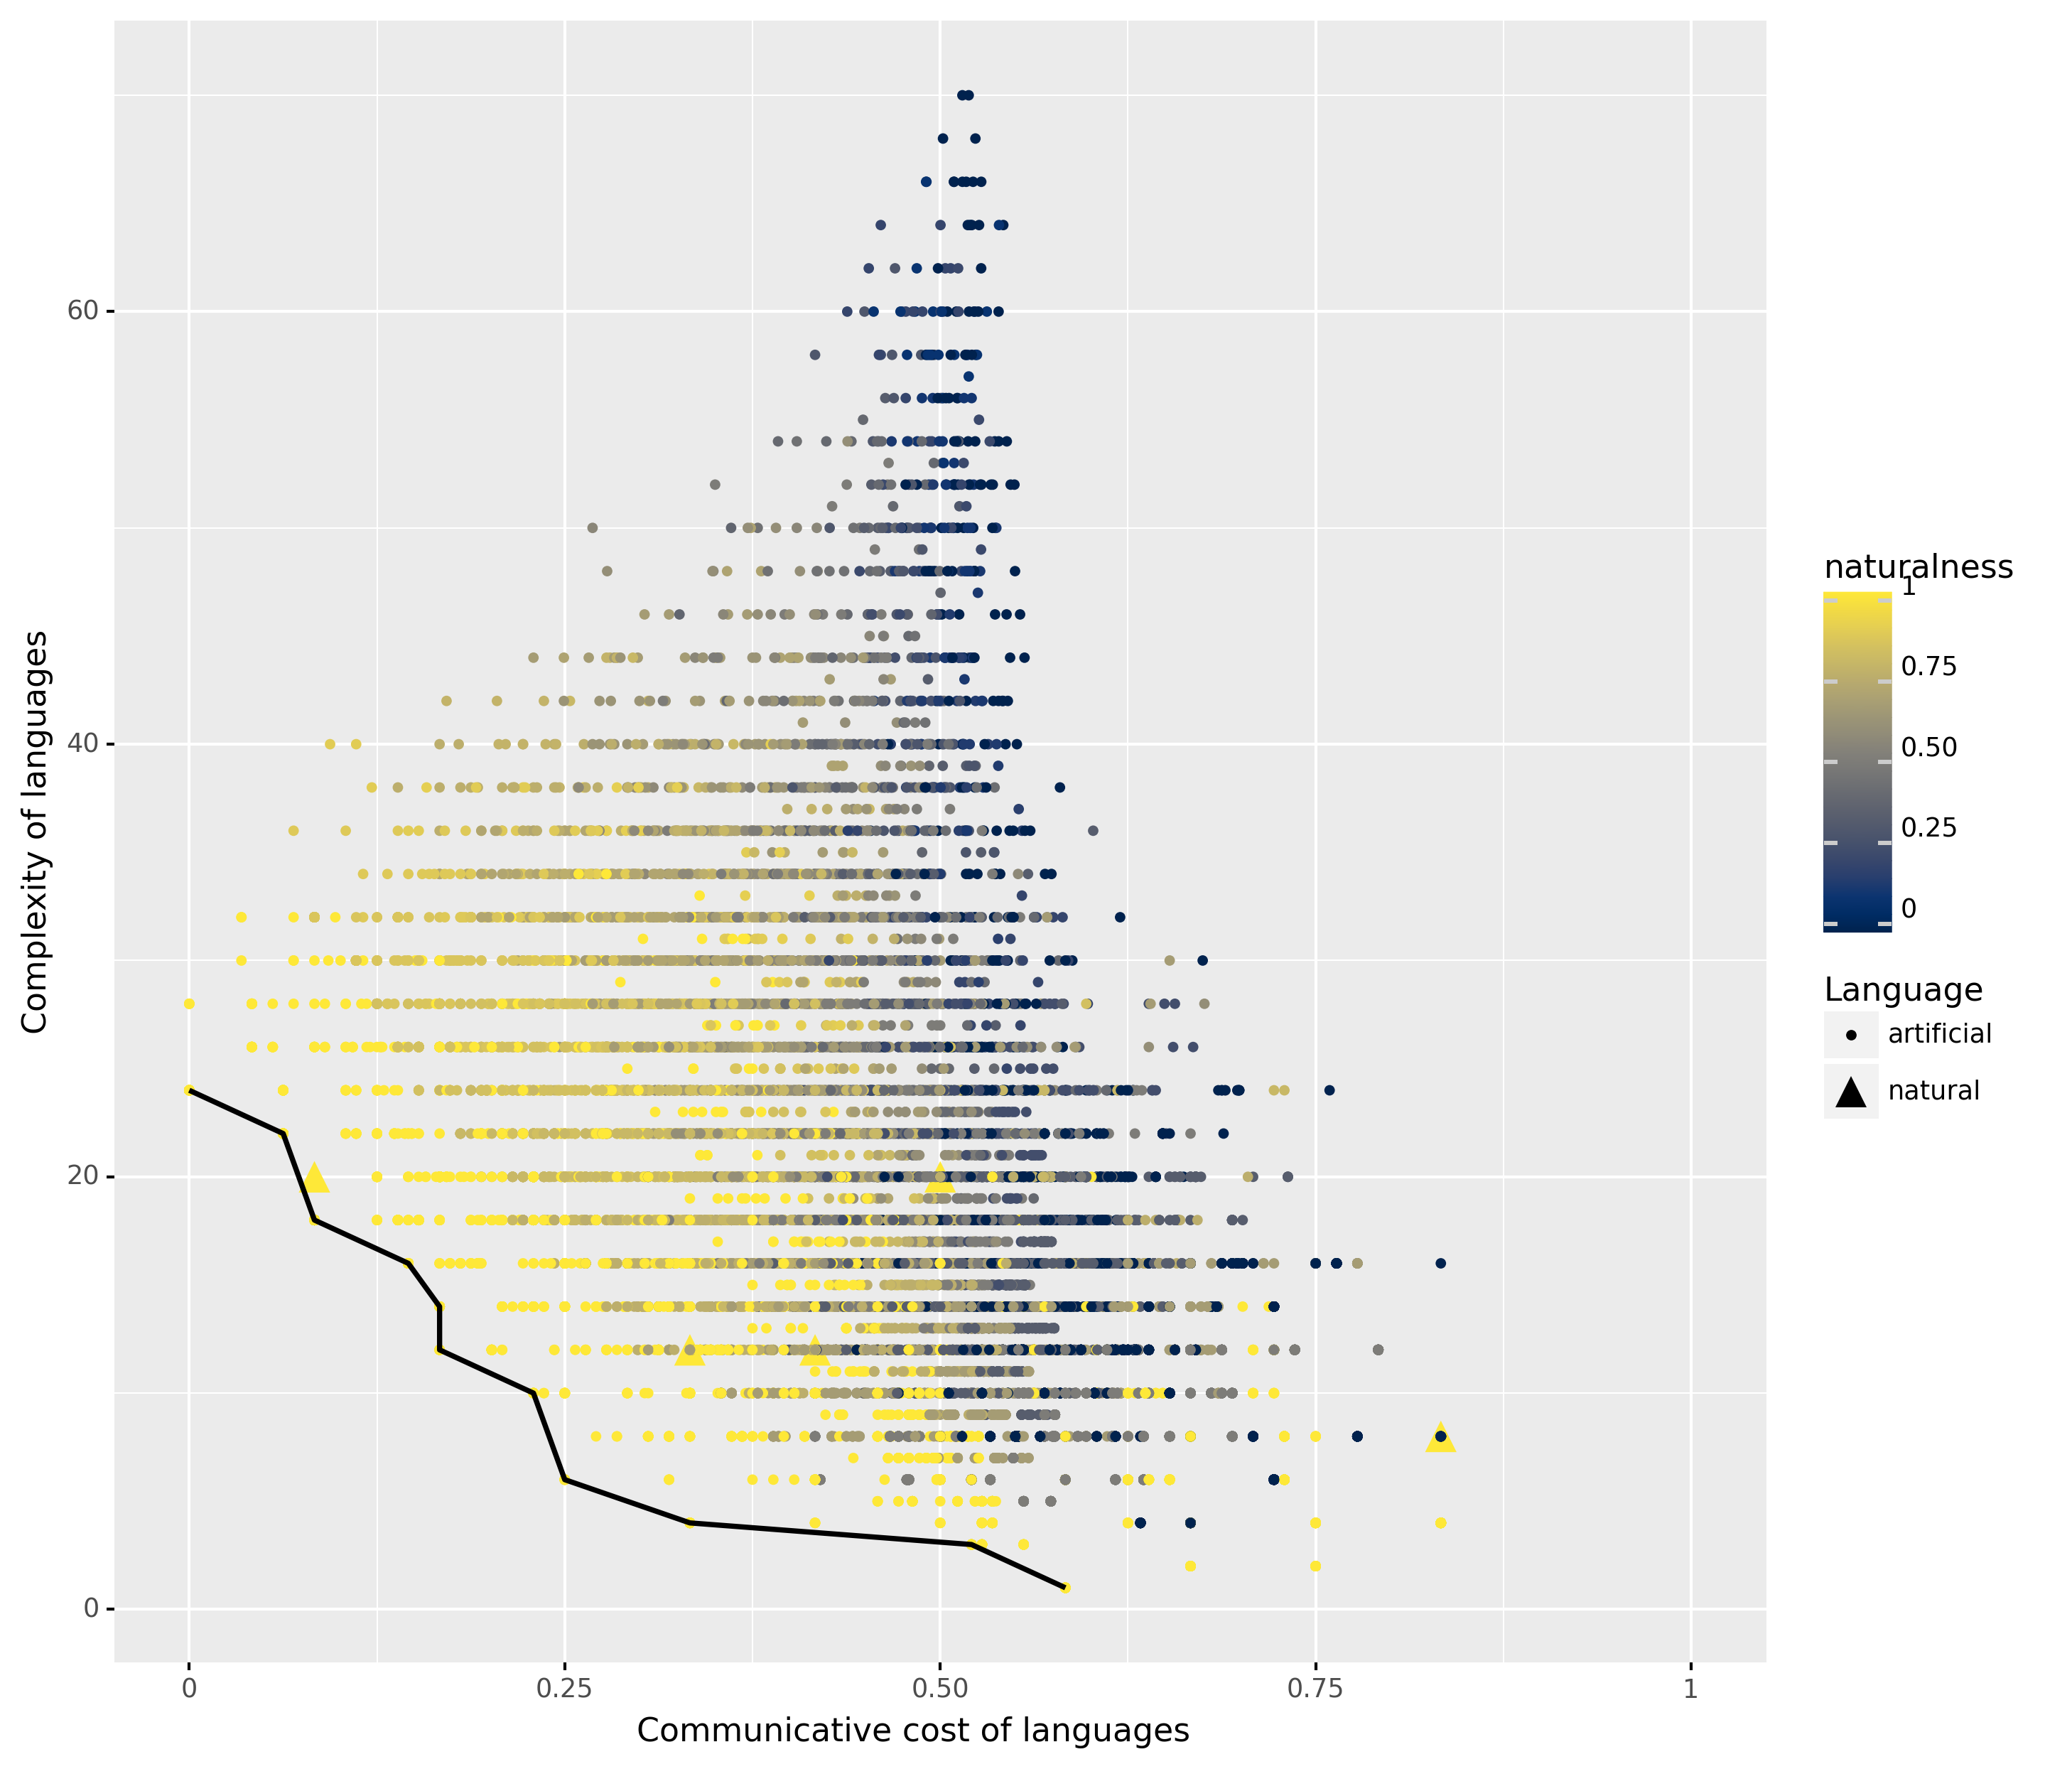 Complexity of languages
60
40
20
0
0
0.25
0.50
0.75
1
Communicative cost of languages
naturalness
1
0.75
0.50
0.25
0
Language
artificial
natural